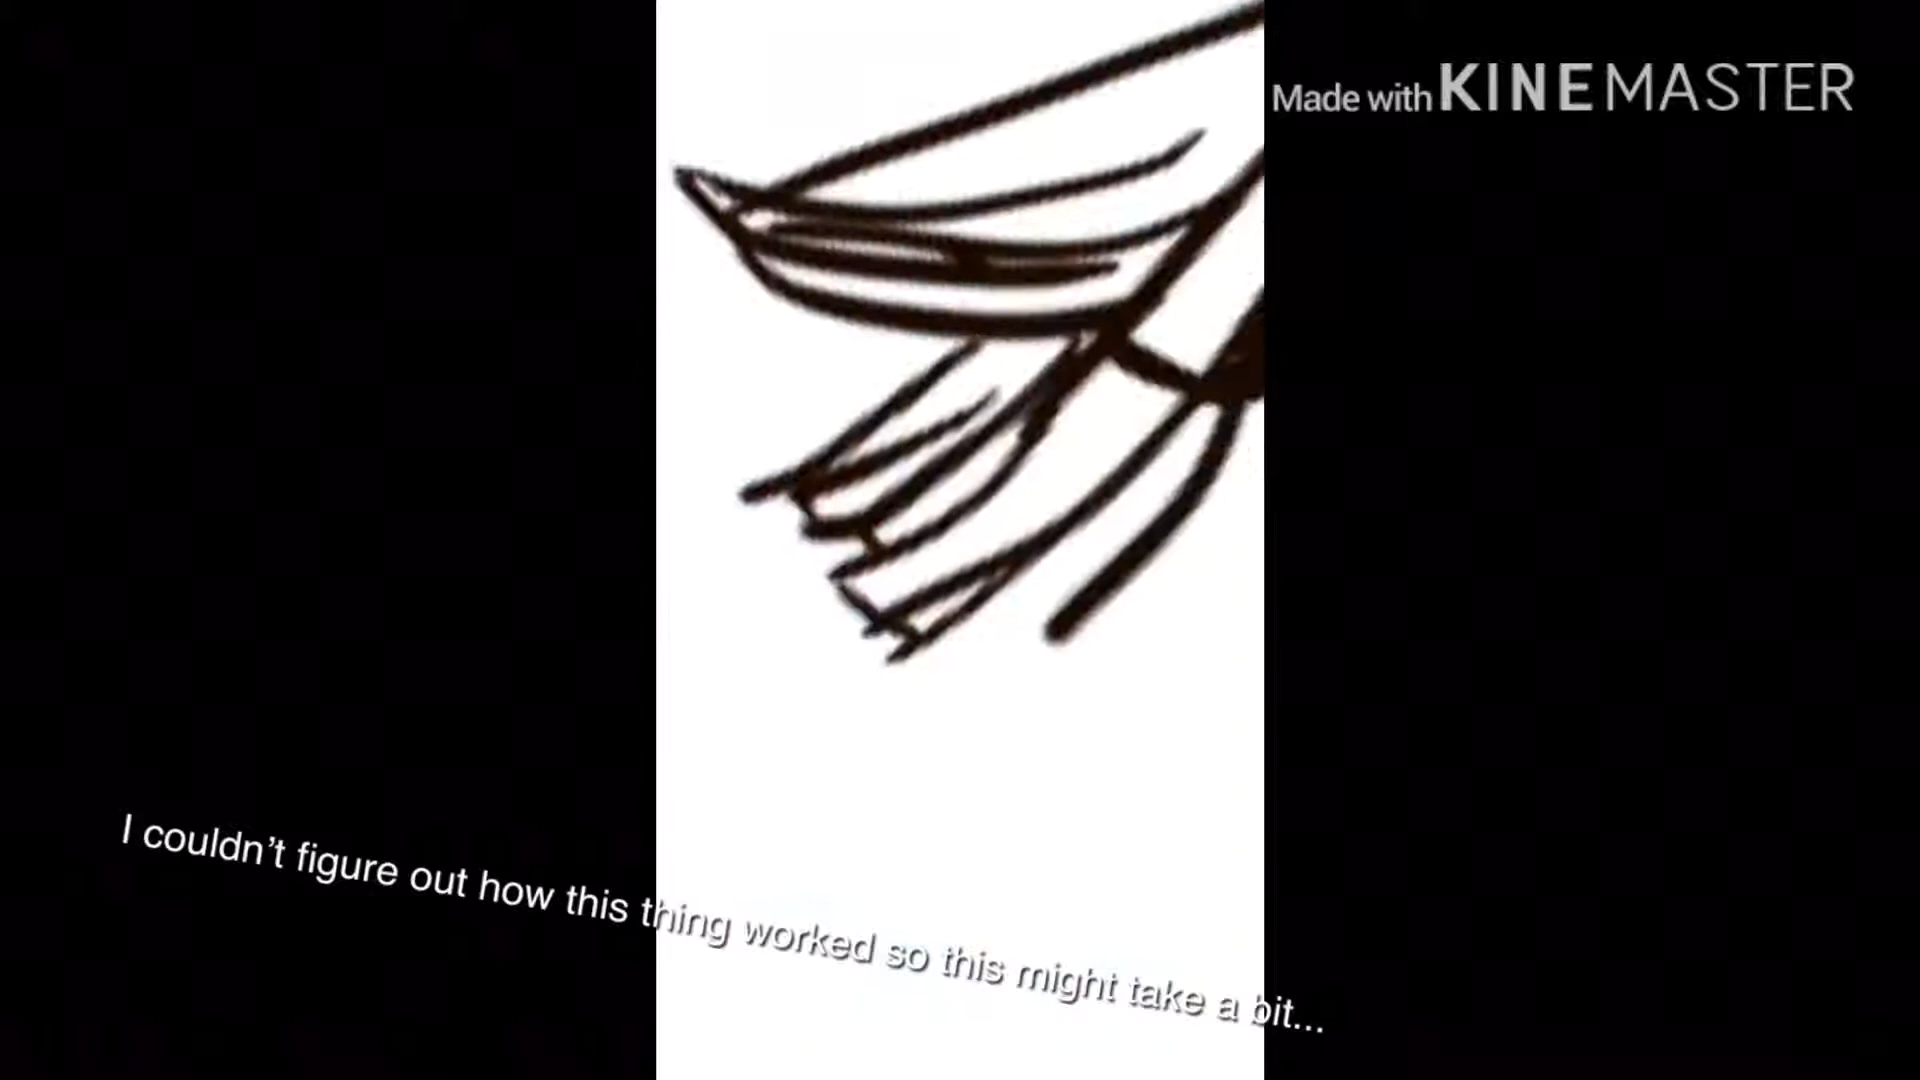 Made with KINEMASTER
I couldn’t figure out how this thing worked so this might take a bit...